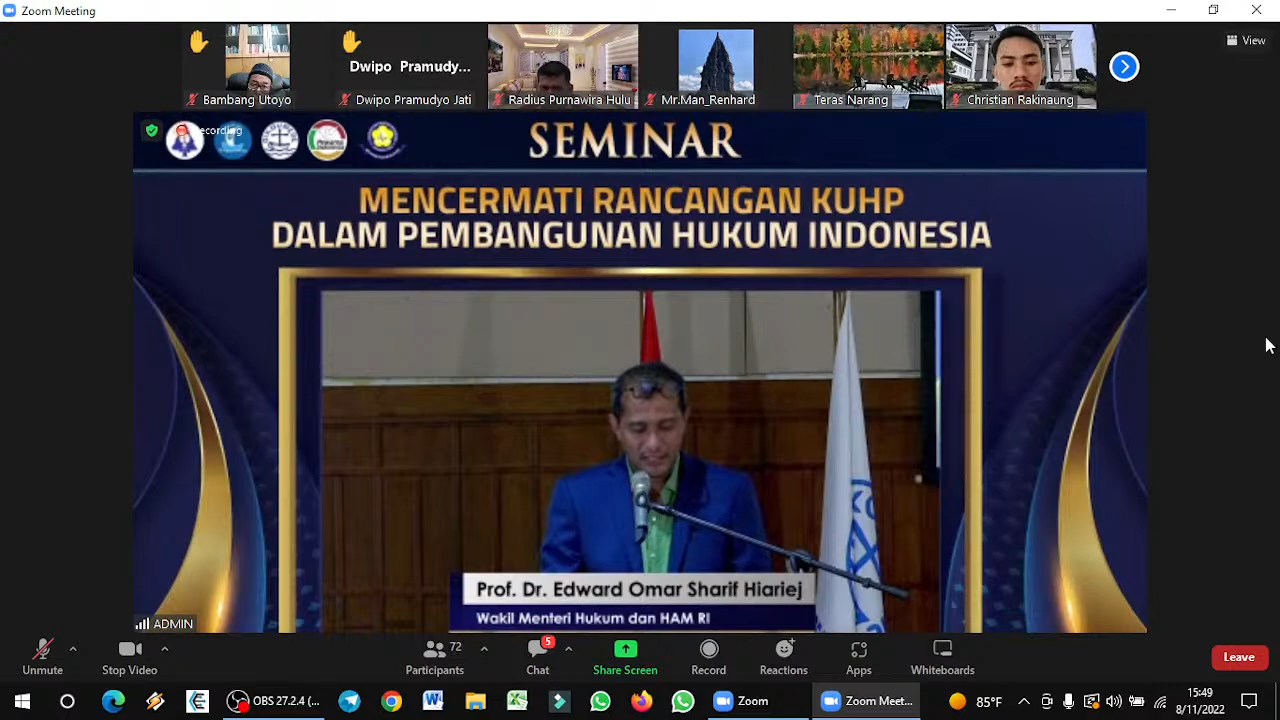 Zoom Meeting
View
Dwipo Pramudy...
Bambang Utoyo
Dwipo Pramudyo Jati
Radius Purnawira Hulu
Mr.Man_Renhard
Teras Narang
Christian Rakinaung
Recording
SEMINAR
MENCERMATI RANCANGAN KUHP
DALAM PEMBANGUNAN HUKUM INDONESIA
Prof. Dr. Edward Omar Sharif Hiariej
Wakil Menteri Hukum dan HAM RI
ADMIN
72
5
Unmute
Stop Video
Participants
Chat
Share Screen
Record
Reactions
Apps
Whiteboards
Leave
OBS 27.2.4 (...
Zoom
Zoom Meet...
85°F
15:49
8/11/2022